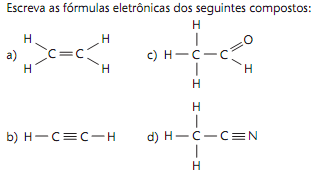 Escreva as fórmulas eletrônicas dos seguintes compostos:
a) H H C=C H H
c) H H—C—C O H H
b) H—C≡C—H
d) H H—C—C≡N H